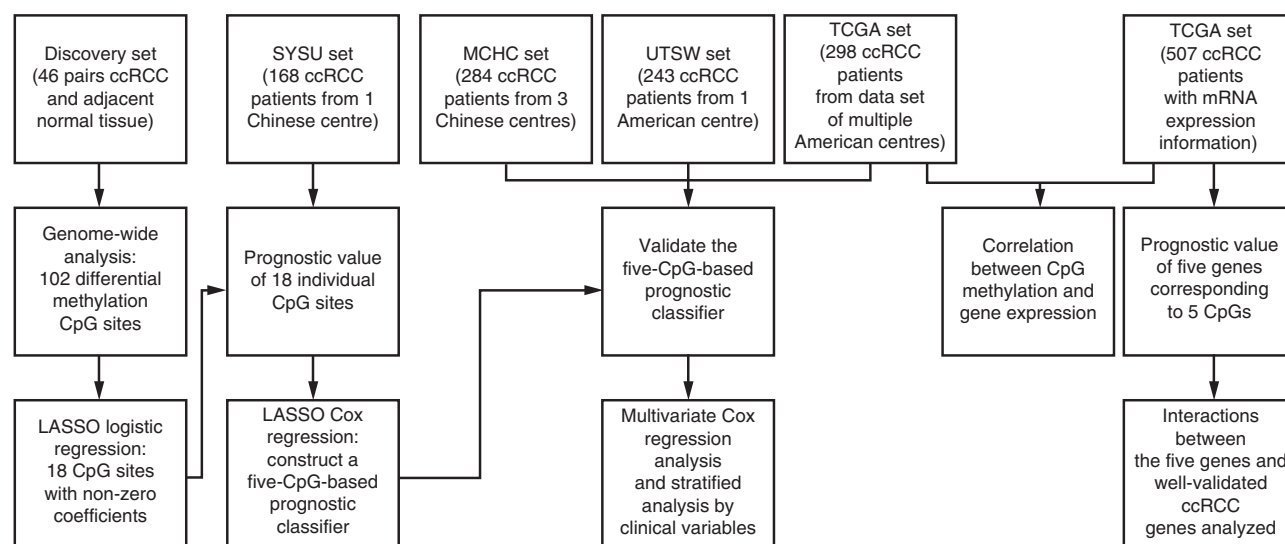 Discovery set
(46 pairs ccRCC
and adjacent
normal tissue)
SYSU set
(168 ccRCC
patients from 1
Chinese centre)
MCHC set
(284 ccRCC
patients from 3
Chinese centres)
UTSW set
(243 ccRCC
patients from 1
American centre)
TCGA set
(298 ccRCC
patients
from data set
of multiple
American centres)
TCGA set
(507 ccRCC
patients
with mRNA
expression
information)
Genome-wide
analysis:
102 differential
methylation
CpG sites
Prognostic value
of 18 individual
CpG sites
Validate the
five-CpG-based
prognostic
classifier
Correlation
between CpG
methylation and
gene expression
Prognostic value
of five genes
corresponding
to 5 CpGs
LASSO logistic
regression:
18 CpG sites
with non-zero
coefficients
LASSO Cox
regression:
construct a
five-CpG-based
prognostic
classifier
Multivariate Cox
regression
analysis
and stratified
analysis by
clinical variables
Interactions
between
the five genes and
well-validated
ccRCC
genes analyzed